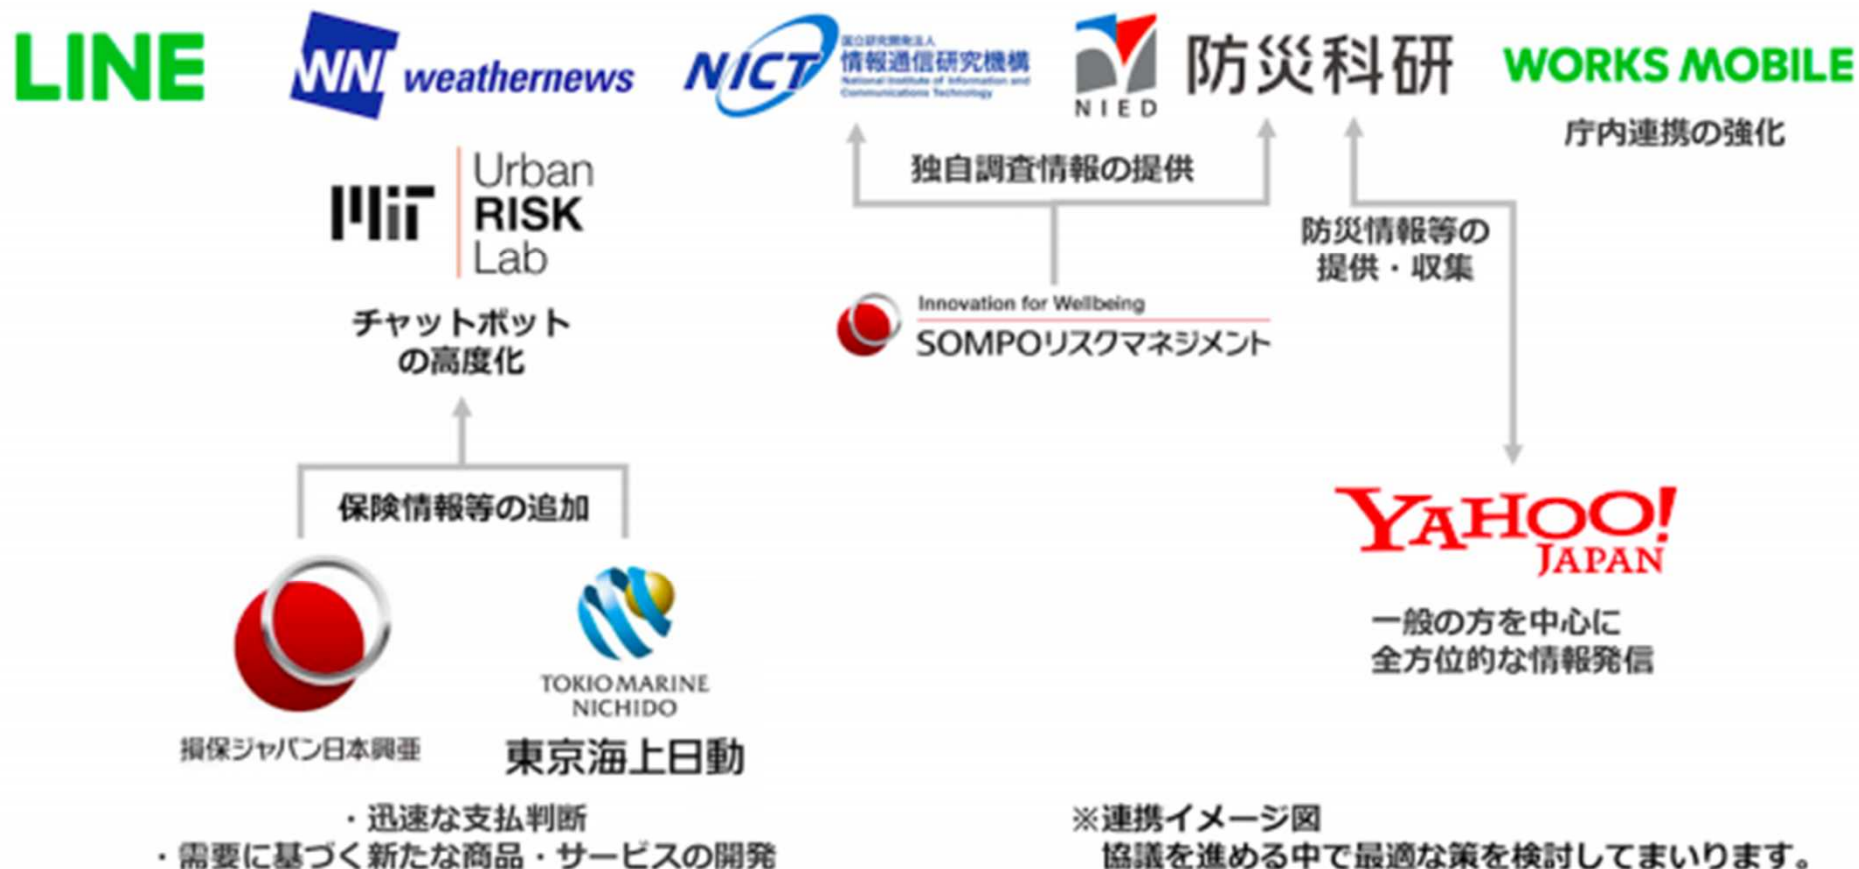 LINE
WNI weathernews
NICT 国立研究開発法人
情報通信研究機構
National Institute of Information and
Communications Technology
NIED
防災科研
WORKS MOBILE
庁内連携の強化
独自調査情報の提供
MIT
Urban
RISK
Lab
防災情報等の
提供・収集
チャットボット
の高度化
Innovation for Wellbeing
SOMPOリスクマネジメント
保険情報等の追加
YAHOO!
JAPAN
一般の方を中心に
全方位的な情報発信
損保ジャパン日本興亜
TOKIO MARINE
NICHIDO
東京海上日動
・迅速な支払判断
・需要に基づく新たな商品・サービスの開発
※連携イメージ図
協議を進める中で最適な策を検討してまいります。